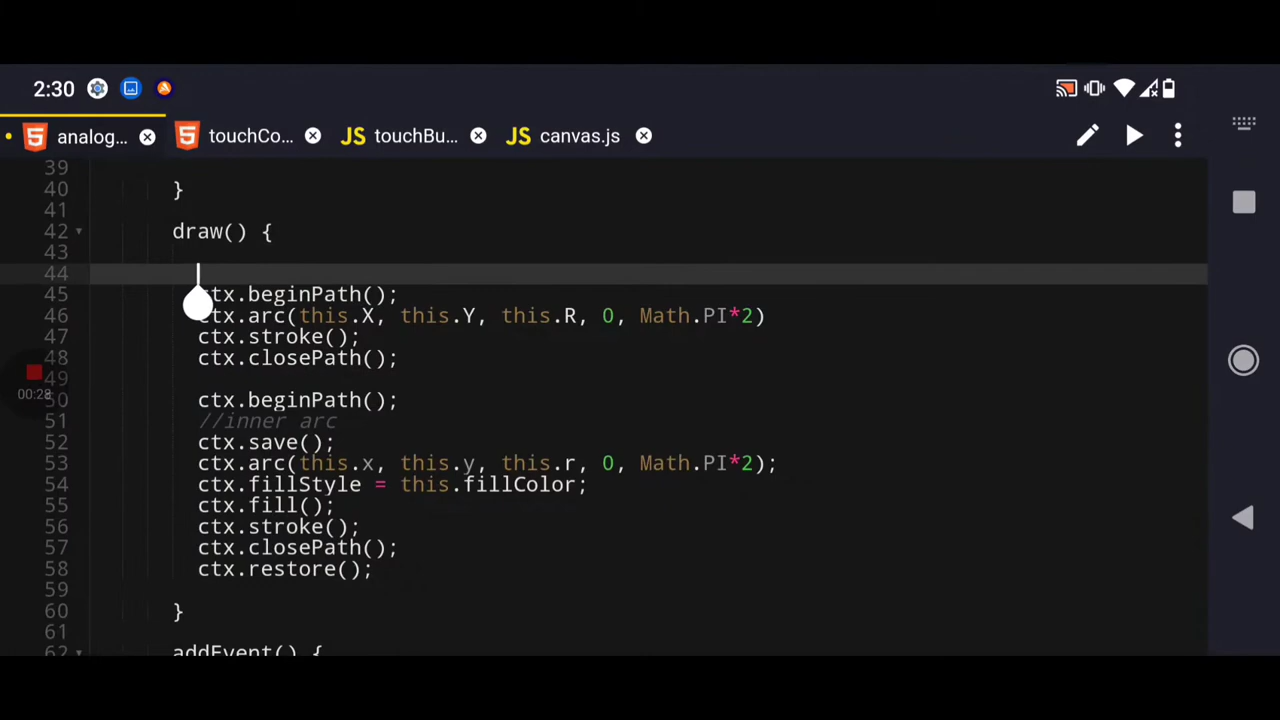 2:30
analog... touchCo... JS touchBu... JS canvas.js
39
40 }
41
42 draw() {
43
44
45 ctx.beginPath();
46 ctx.arc(this.X, this.Y, this.R, 0, Math.PI*2)
47 ctx.stroke();
48 ctx.closePath();
49
50 ctx.beginPath();
51 //inner arc
52 ctx.save();
53 ctx.arc(this.x, this.y, this.r, 0, Math.PI*2);
54 ctx.fillStyle = this.fillColor;
55 ctx.fill();
56 ctx.stroke();
57 ctx.closePath();
58 ctx.restore();
59
60 }
61
62 addEvent() {
00:28